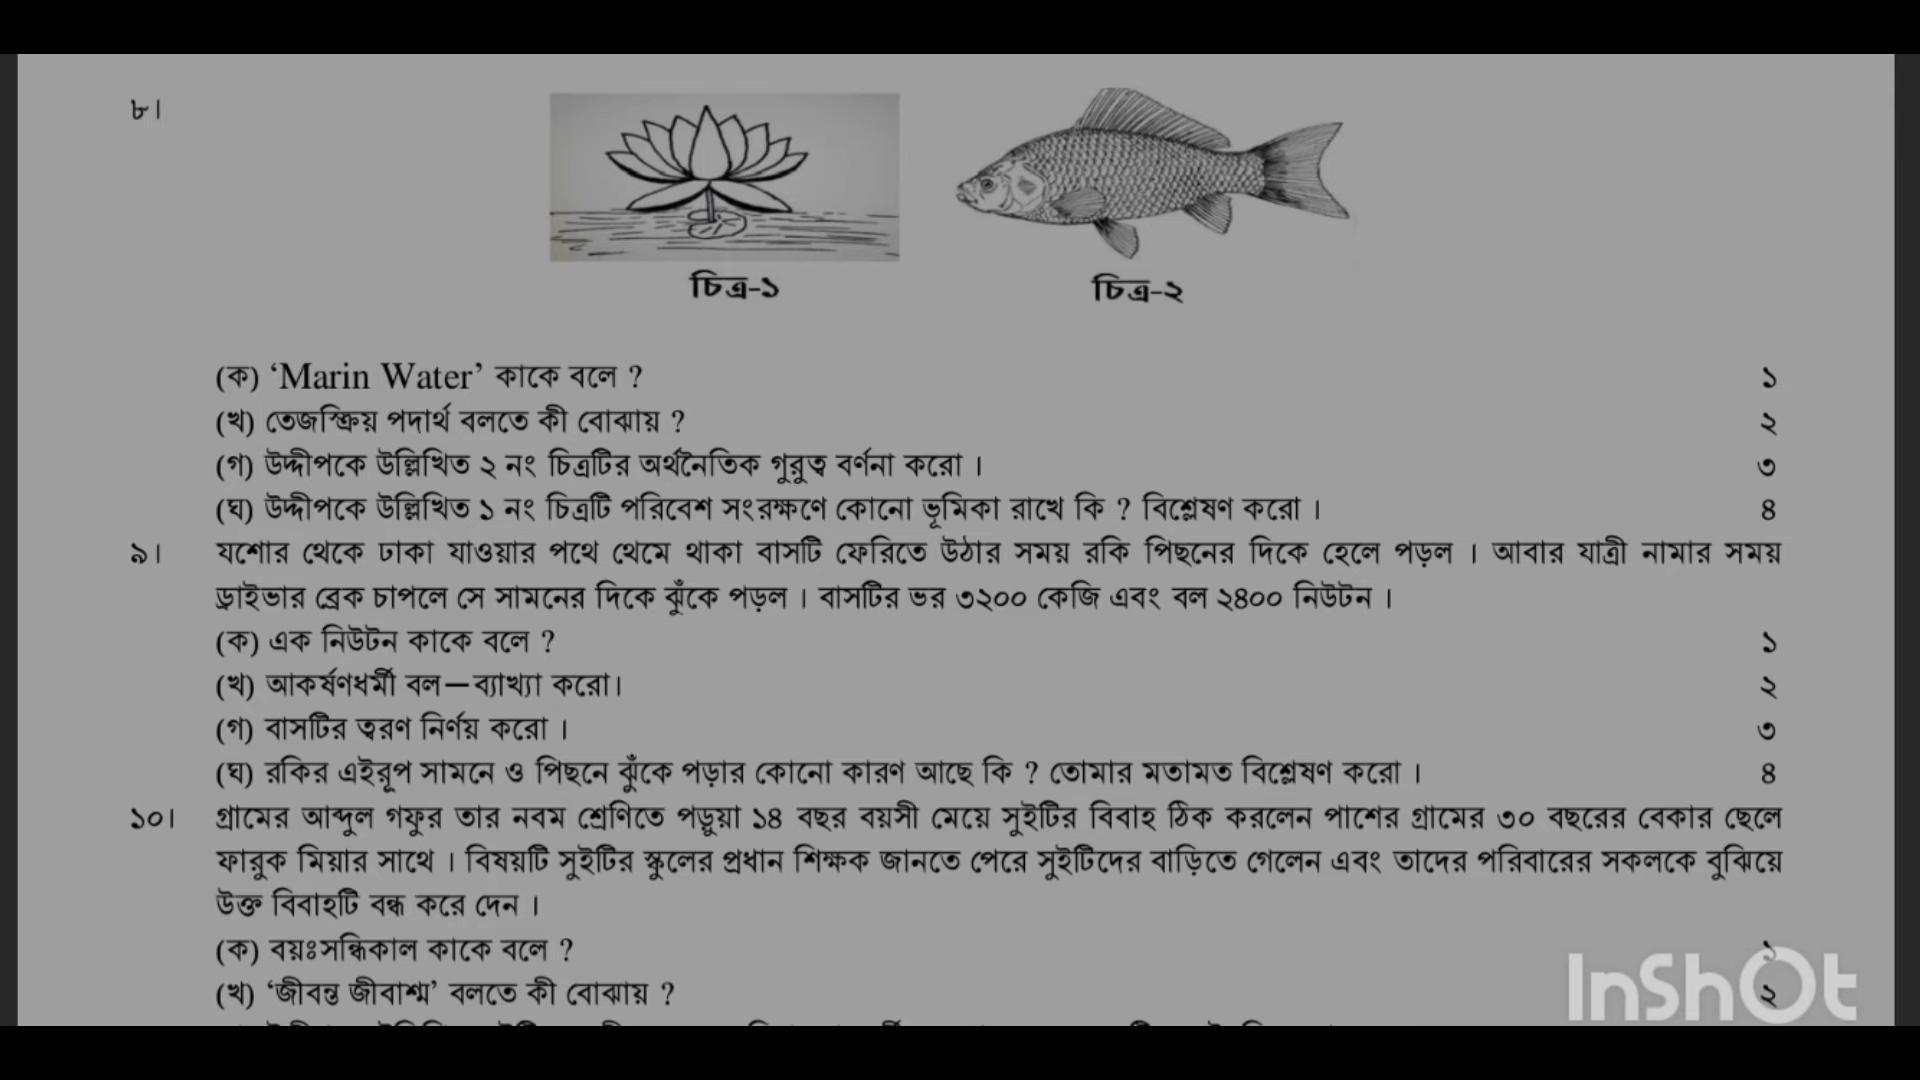 ৮।
চিত্র-১
চিত্র-২
(ক) ‘Marin Water’ কাকে বলে ? ১
(খ) তেজস্ক্রিয় পদার্থ বলতে কী বোঝায় ? ২
(গ) উদ্দীপকে উল্লিখিত ২ নং চিত্রটির অর্থনৈতিক গুরুত্ব বর্ণনা করো । ৩
(ঘ) উদ্দীপকে উল্লিখিত ১ নং চিত্রটি পরিবেশ সংরক্ষণে কোনো ভূমিকা রাখে কি ? বিশ্লেষণ করো । ৪
৯। যশোর থেকে ঢাকা যাওয়ার পথে থেমে থাকা বাসটি ফেরিতে উঠার সময় রকি পিছনের দিকে হেলে পড়ল । আবার যাত্রী নামার সময়
ড্রাইভার ব্রেক চাপলে সে সামনের দিকে ঝুঁকে পড়ল । বাসটির ভর ৩২০০ কেজি এবং বল ২৪০০ নিউটন ।
(ক) এক নিউটন কাকে বলে ? ১
(খ) আকর্ষণধর্মী বল—ব্যাখ্যা করো। ২
(গ) বাসটির ত্বরণ নির্ণয় করো । ৩
(ঘ) রকির এইরূপ সামনে ও পিছনে ঝুঁকে পড়ার কোনো কারণ আছে কি ? তোমার মতামত বিশ্লেষণ করো । ৪
১০। গ্রামের আব্দুল গফুর তার নবম শ্রেণিতে পড়ুয়া ১৪ বছর বয়সী মেয়ে সুইটির বিবাহ ঠিক করলেন পাশের গ্রামের ৩০ বছরের বেকার ছেলে
ফারুক মিয়ার সাথে । বিষয়টি সুইটির স্কুলের প্রধান শিক্ষক জানতে পেরে সুইটিদের বাড়িতে গেলেন এবং তাদের পরিবারের সকলকে বুঝিয়ে
উক্ত বিবাহটি বন্ধ করে দেন ।
(ক) বয়ঃসন্ধিকাল কাকে বলে ? ১
(খ) ‘জীবন্ত জীবাশ্ম’ বলতে কী বোঝায় ? ২
InShOt